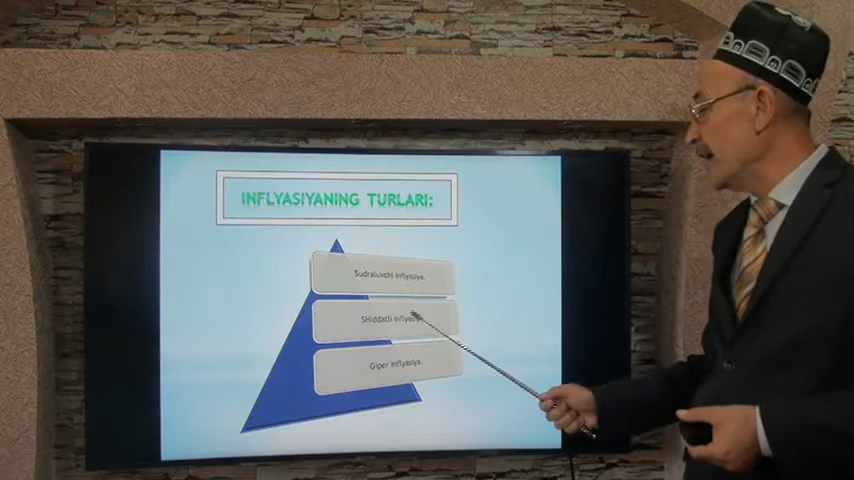 INFLYASIYANING TURLARI:
Sudraluvchi inflyasiya.
SHiddatli inflyasiya.
Giper inflyasiya.